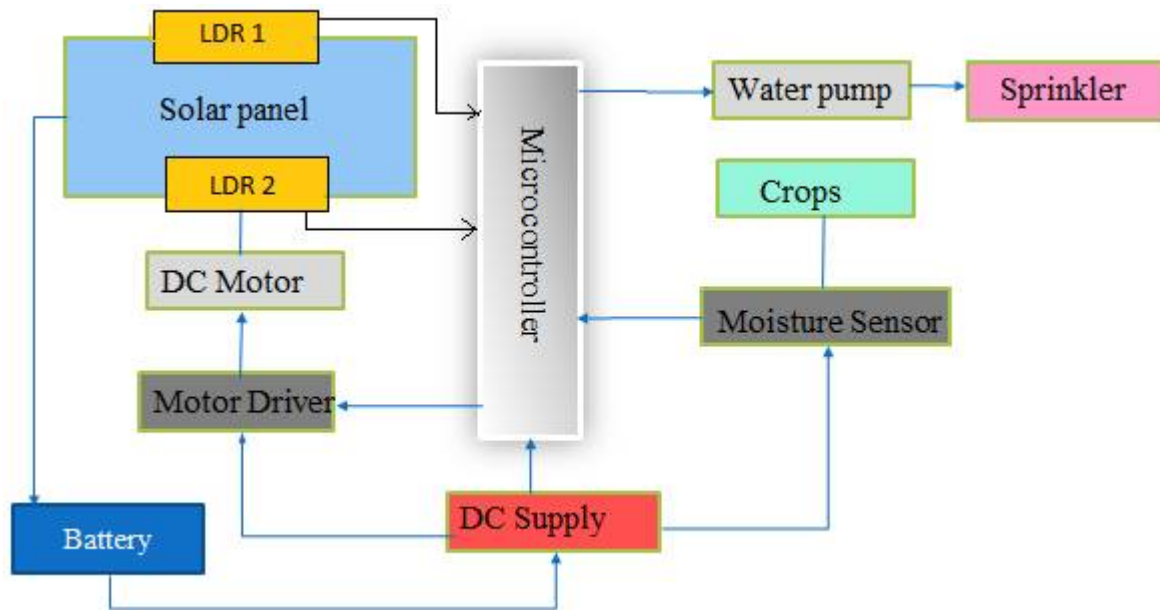 LDR 1
Solar panel
LDR 2
DC Motor
Motor Driver
Battery
Microcontroller
DC Supply
Water pump
Sprinkler
Crops
Moisture Sensor